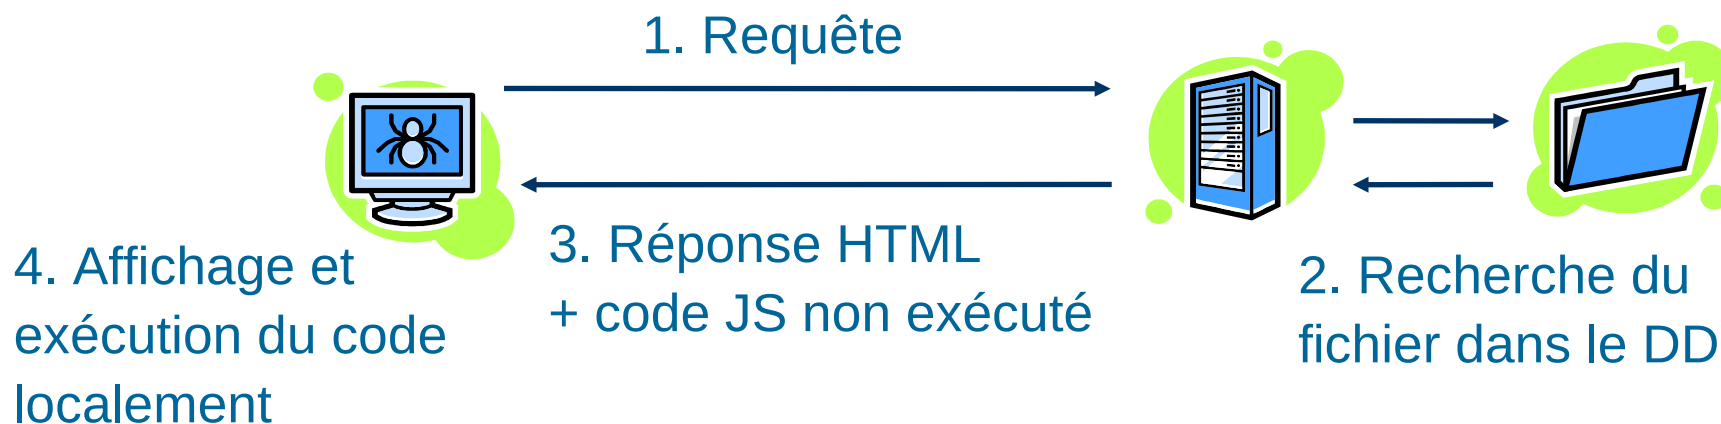 1. Requête
3. Réponse HTML
+ code JS non exécuté
2. Recherche du
fichier dans le DD
4. Affichage et
exécution du code
localement